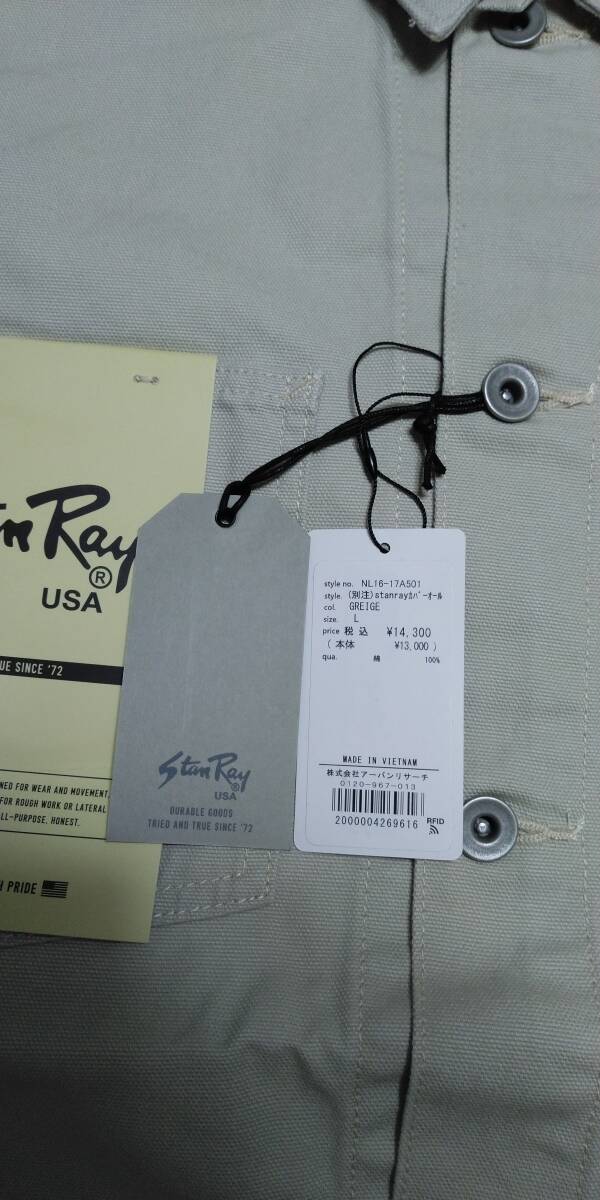 Stan Ray
®
USA
UE SINCE '72
NED FOR WEAR AND MOVEMENT,
FOR ROUGH WORK OR LATERAL
LL-PURPOSE. HONEST.
H PRIDE
Stan Ray
®
USA
DURABLE GOODS
TRIED AND TRUE SINCE '72
style no. NL16-17A501
style. (別注)stanrayｶﾊﾞｰｵｰﾙ
col. GREIGE
size. L
price 税込 ¥14,300
( 本体 ¥13,000 )
qua. 綿 100%
MADE IN VIETNAM
株式会社アーバンリサーチ
0120-967-013
2000004269616
RFID